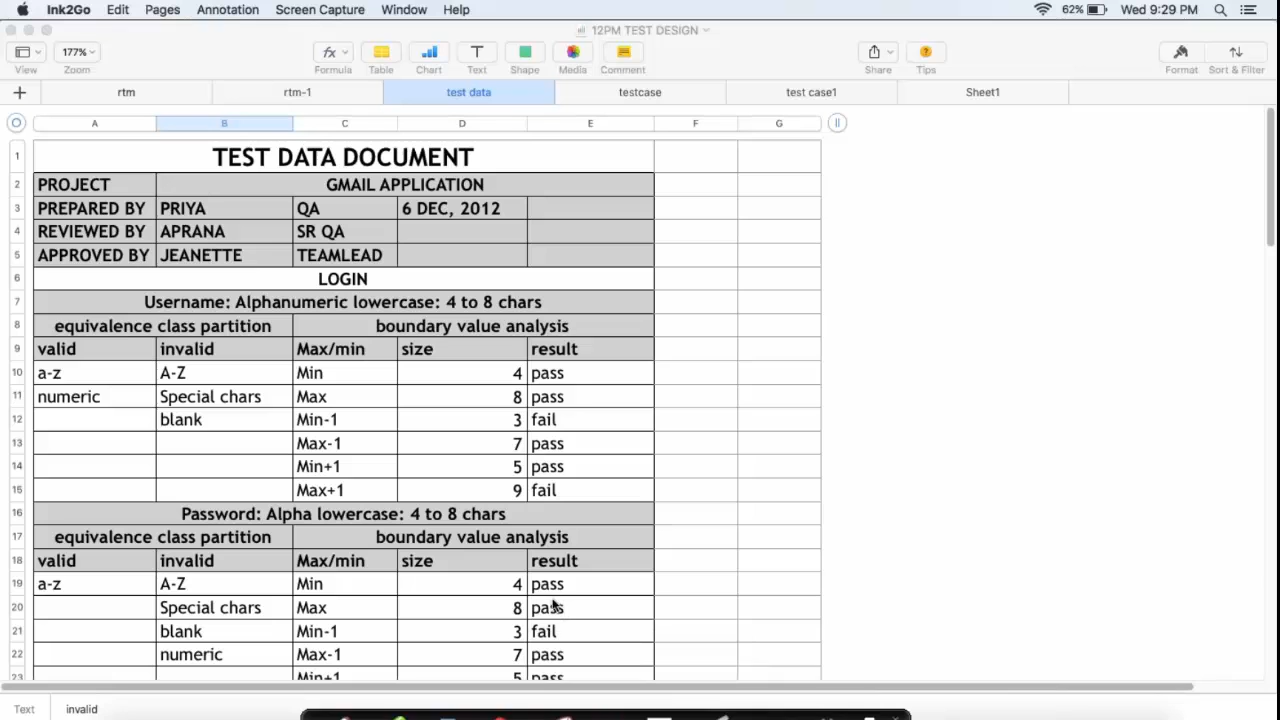 Ink2Go Edit Pages Annotation Screen Capture Window Help 62% Wed 9:29 PM
12PM TEST DESIGN
177%
View Zoom Formula Table Chart Text Shape Media Comment Share Tips Format Sort & Filter
rtm rtm-1 test data testcase test case1 Sheet1
A B C D E F G
1 TEST DATA DOCUMENT
2 PROJECT GMAIL APPLICATION
3 PREPARED BY PRIYA QA 6 DEC, 2012
4 REVIEWED BY APRANA SR QA
5 APPROVED BY JEANETTE TEAMLEAD
6 LOGIN
7 Username: Alphanumeric lowercase: 4 to 8 chars
8 equivalence class partition boundary value analysis
9 valid invalid Max/min size result
10 a-z A-Z Min 4 pass
11 numeric Special chars Max 8 pass
12 blank Min-1 3 fail
13 Max-1 7 pass
14 Min+1 5 pass
15 Max+1 9 fail
16 Password: Alpha lowercase: 4 to 8 chars
17 equivalence class partition boundary value analysis
18 valid invalid Max/min size result
19 a-z A-Z Min 4 pass
20 Special chars Max 8 pass
21 blank Min-1 3 fail
22 numeric Max-1 7 pass
23 Min+1 5 pass
Text invalid